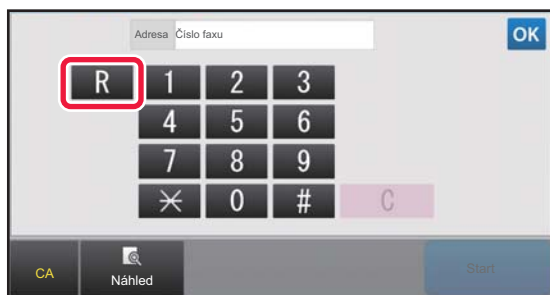 Adresa Číslo faxu OK
R 1 2 3
4 5 6
7 8 9
* 0 # C
CA Náhled Start